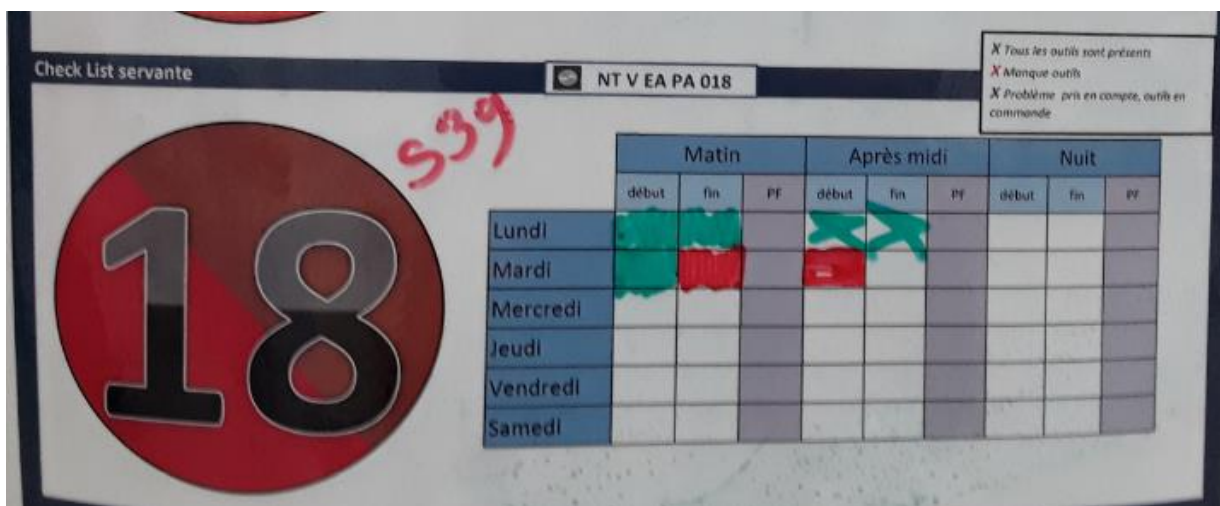 Check List servante
NT V EA PA 018
X Tous les outils sont présents
X Manque outils
X Problème pris en compte, outils en
commande
S39
18
Matin Après midi Nuit
début fin PF début fin PF début fin PF
Lundi
Mardi
Mercredi
Jeudi
Vendredi
Samedi